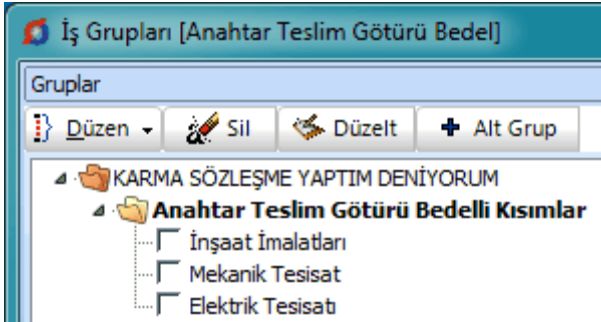 İş Grupları [Anahtar Teslim Götürü Bedel]
Gruplar
Düzen Sil Düzelt Alt Grup
KARMA SÖZLEŞME YAPTIM DENİYORUM
Anahtar Teslim Götürü Bedelli Kısımlar
İnşaat İmalatları
Mekanik Tesisat
Elektrik Tesisatı